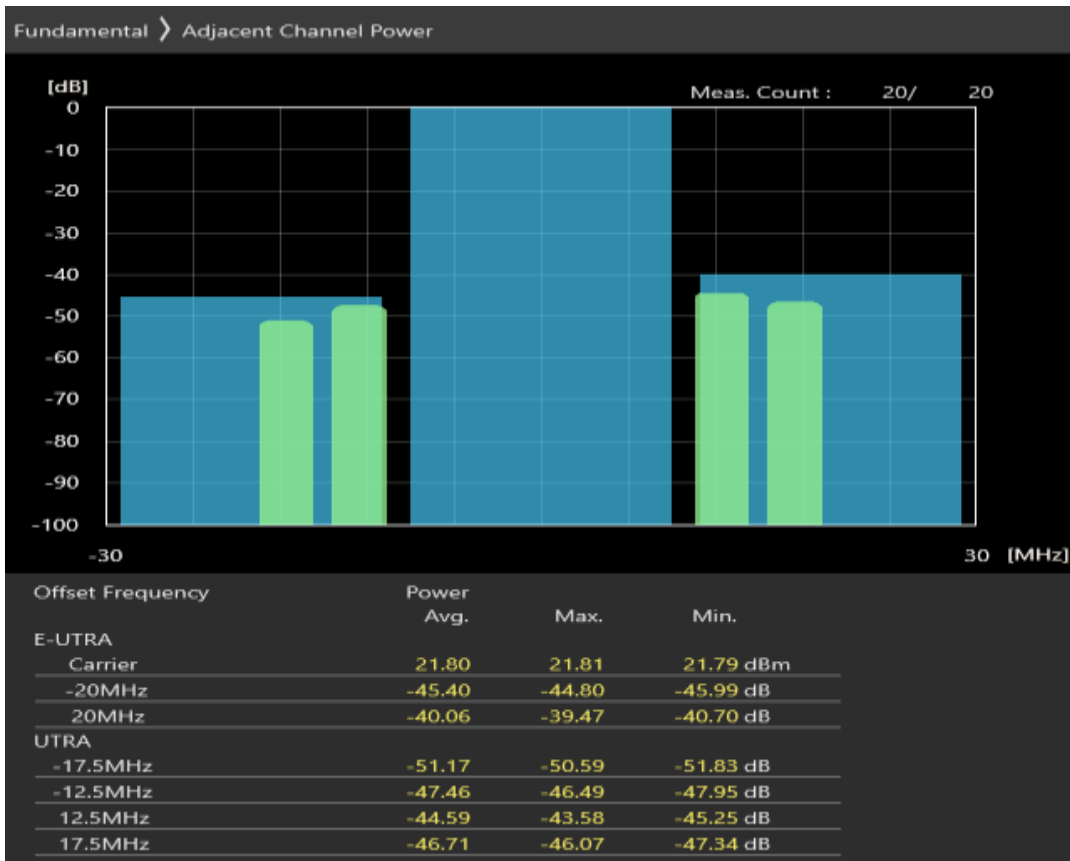 Fundamental 》 Adjacent Channel Power
[dB]
Meas. Count : 20/ 20
0
-10
-20
-30
-40
-50
-60
-70
-80
-90
-100
-30 30 [MHz]
Offset Frequency Power
Avg. Max. Min.
E-UTRA
Carrier 21.80 21.81 21.79 dBm
-20MHz -45.40 -44.80 -45.99 dB
20MHz -40.06 -39.47 -40.70 dB
UTRA
-17.5MHz -51.17 -50.59 -51.83 dB
-12.5MHz -47.46 -46.49 -47.95 dB
12.5MHz -44.59 -43.58 -45.25 dB
17.5MHz -46.71 -46.07 -47.34 dB